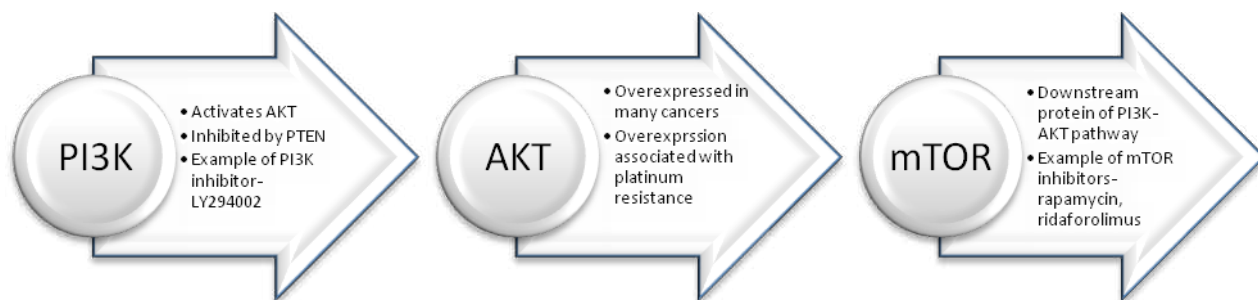 PI3K
• Activates AKT
• Inhibited by PTEN
• Example of PI3K
inhibitor-
LY294002
AKT
• Overexpressed in
many cancers
• Overexprssion
associated with
platinum
resistance
mTOR
• Downstream
protein of PI3K-
AKT pathway
• Example of mTOR
inhibitors-
rapamycin,
ridaforolimus